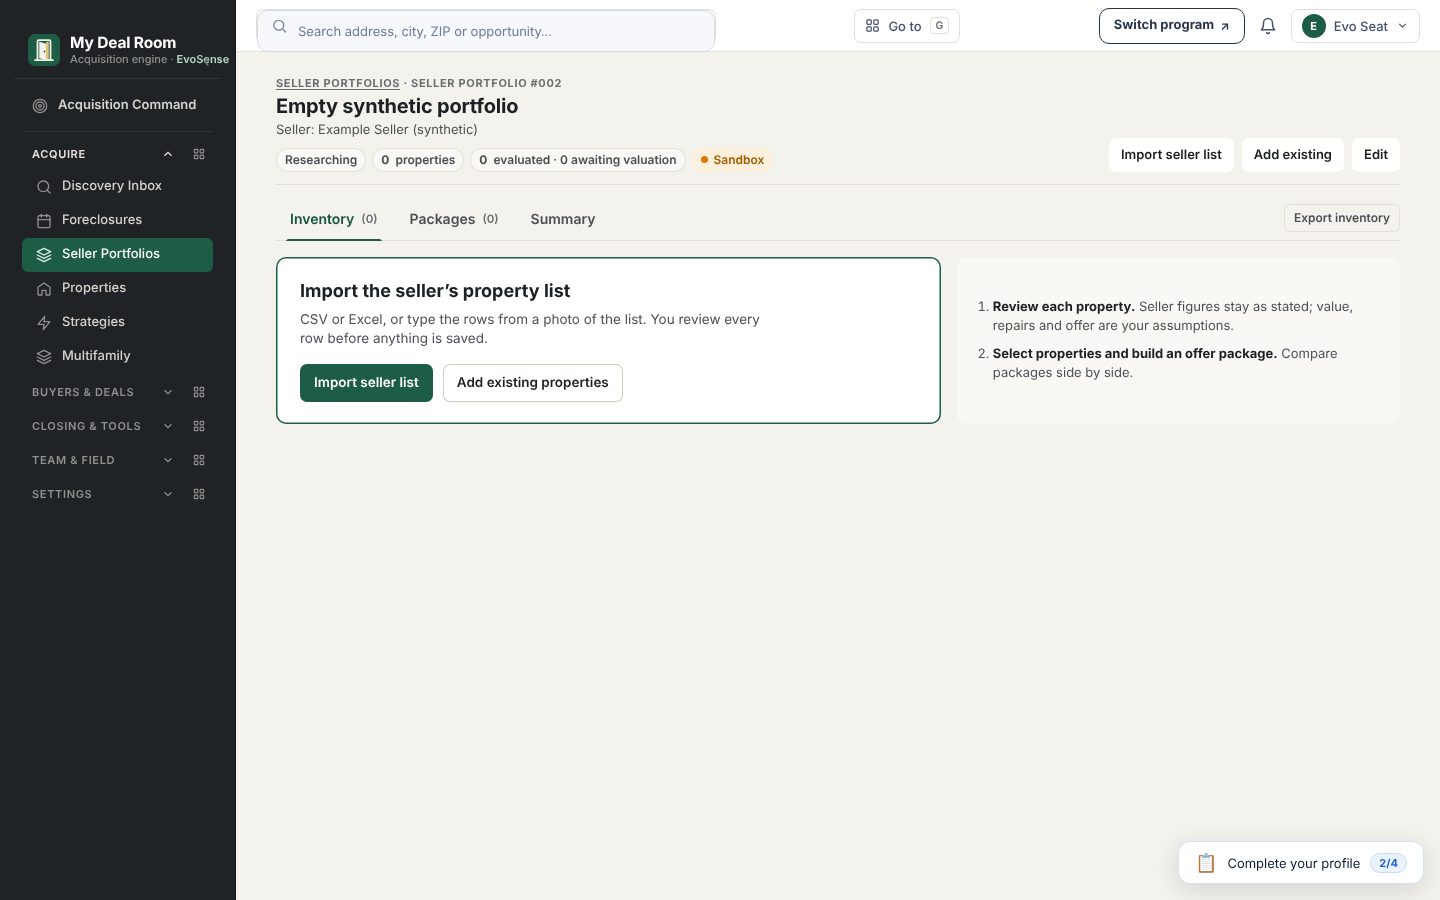 My Deal Room
Acquisition engine · EvoSense
Acquisition Command
ACQUIRE
Discovery Inbox
Foreclosures
Seller Portfolios
Properties
Strategies
Multifamily
BUYERS & DEALS
CLOSING & TOOLS
TEAM & FIELD
SETTINGS
Search address, city, ZIP or opportunity...
Go to G
Switch program ↗
E Evo Seat
SELLER PORTFOLIOS · SELLER PORTFOLIO #002
Empty synthetic portfolio
Seller: Example Seller (synthetic)
Researching
0 properties
0 evaluated · 0 awaiting valuation
Sandbox
Import seller list
Add existing
Edit
Inventory (0)
Packages (0)
Summary
Export inventory
Import the seller’s property list
CSV or Excel, or type the rows from a photo of the list. You review every
row before anything is saved.
Import seller list
Add existing properties
1. Review each property. Seller figures stay as stated; value,
repairs and offer are your assumptions.
2. Select properties and build an offer package. Compare
packages side by side.
Complete your profile 2/4